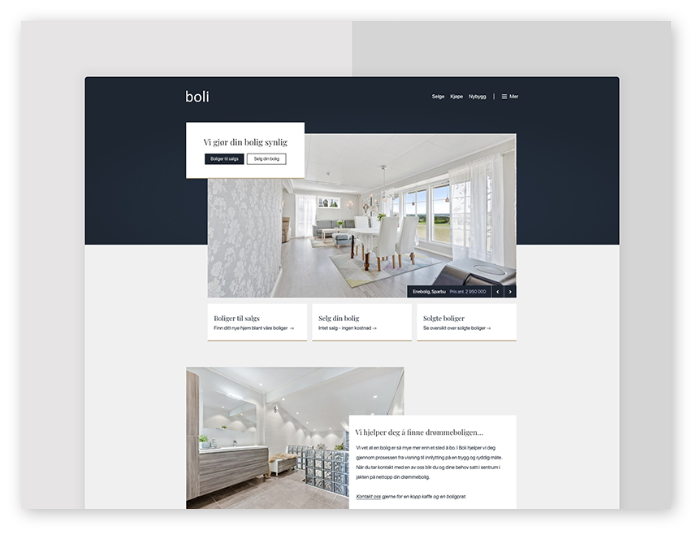 boli
Selge Kjøpe Nybygg | Mer
Vi gjør din bolig synlig
Boliger til salgs Selg din bolig
Enebolig, Sparbu Pris ant. 2 950 000
Boliger til salgs
Finn ditt nye hjem blant våre boliger →
Selg din bolig
Intet salg - ingen kostnad →
Solgte boliger
Se oversikt over solgte boliger →
Vi hjelper deg å finne drømmeboligen...
Vi vet at en bolig er så mye mer enn et sted å bo. I Boli hjelper vi deg
gjennom prosessen fra visning til innflytting på en trygg og ryddig måte.
Når du tar kontakt med en av oss blir du og dine behov satt i sentrum i
jakten på nettopp din drømmebolig.
Kontakt oss gjerne for en kopp kaffe og en boligprat.